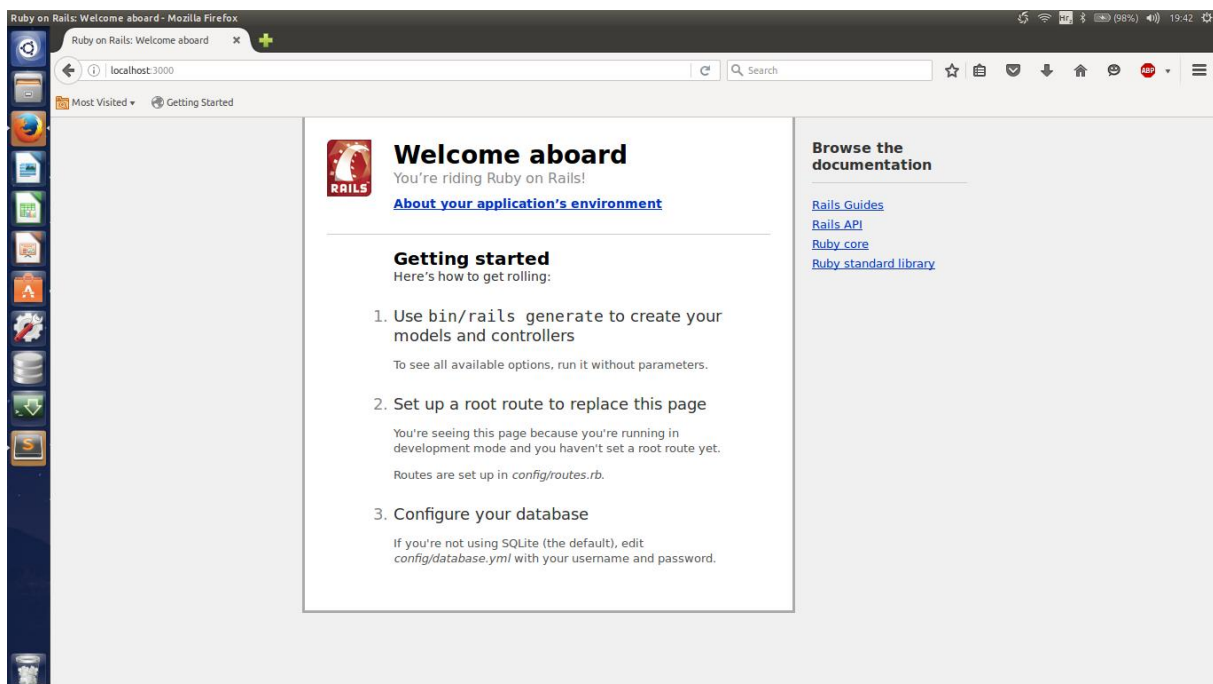 Ruby on Rails: Welcome aboard - Mozilla Firefox
Hr
(98%)
19:42
Ruby on Rails: Welcome aboard
localhost:3000
Search
ABP
Most Visited
Getting Started
RAILS
Welcome aboard
You're riding Ruby on Rails!
About your application's environment
Getting started
Here's how to get rolling:
1. Use bin/rails generate to create your
models and controllers
To see all available options, run it without parameters.
2. Set up a root route to replace this page
You're seeing this page because you're running in
development mode and you haven't set a root route yet.
Routes are set up in config/routes.rb.
3. Configure your database
If you're not using SQLite (the default), edit
config/database.yml with your username and password.
Browse the
documentation
Rails Guides
Rails API
Ruby core
Ruby standard library